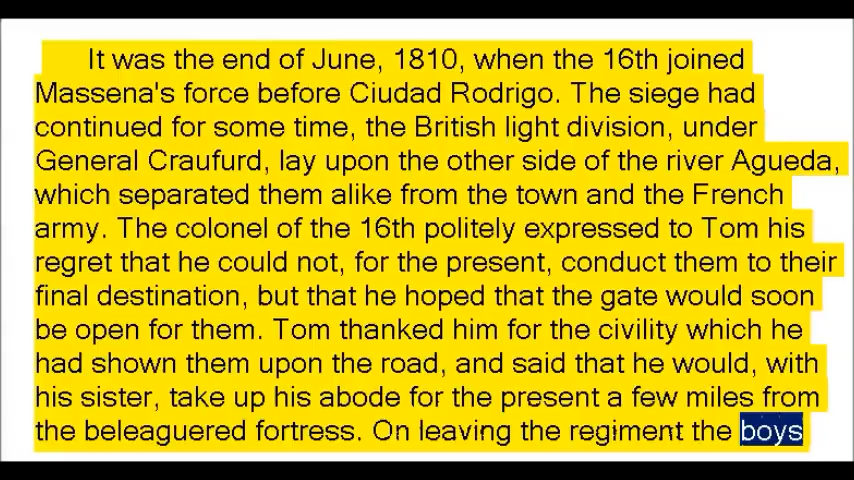 It was the end of June, 1810, when the 16th joined
Massena's force before Ciudad Rodrigo. The siege had
continued for some time, the British light division, under
General Craufurd, lay upon the other side of the river Agueda,
which separated them alike from the town and the French
army. The colonel of the 16th politely expressed to Tom his
regret that he could not, for the present, conduct them to their
final destination, but that he hoped that the gate would soon
be open for them. Tom thanked him for the civility which he
had shown them upon the road, and said that he would, with
his sister, take up his abode for the present a few miles from
the beleaguered fortress. On leaving the regiment the boys